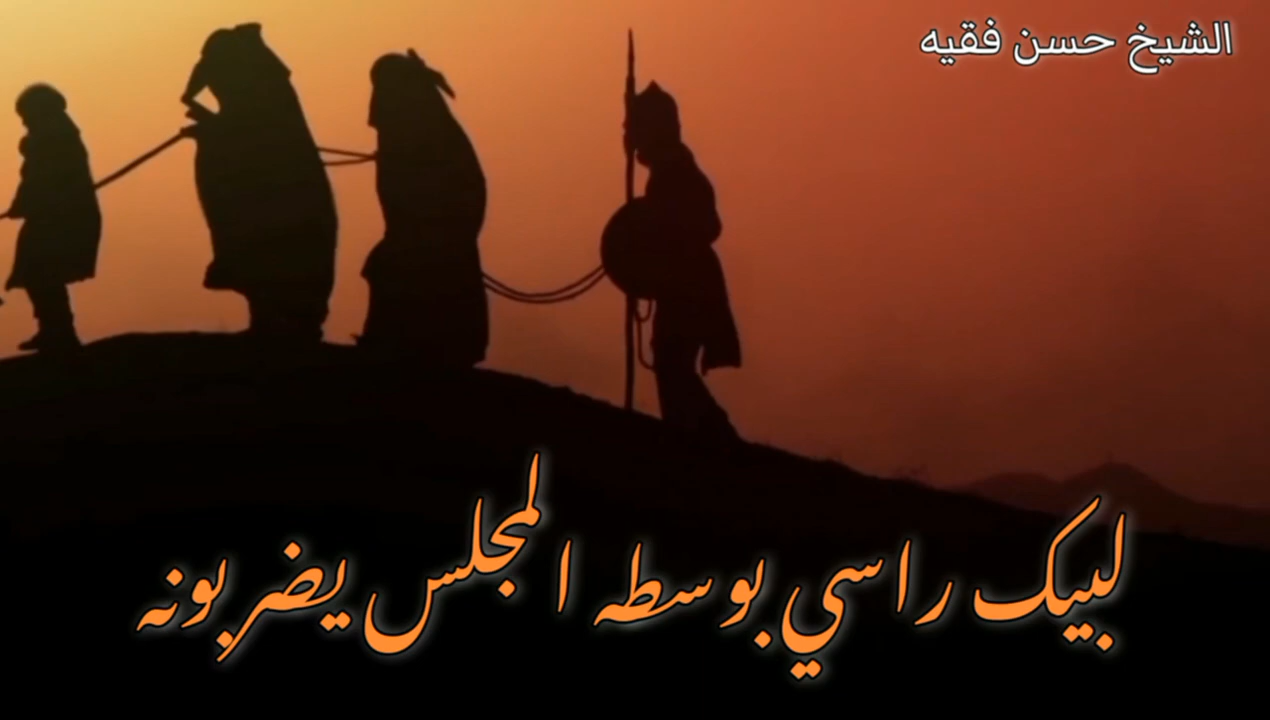 الشيخ حسن فقيه
لبيك راسي بوسطه المجلس يضربونه